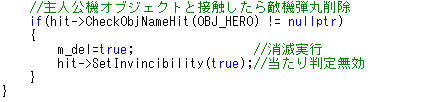 //主人公機オブジェクトと接触したら敵機弾丸削除
if(hit->CheckObjNameHit(OBJ_HERO) != nullptr)
{
m_del=true; //消滅実行
hit->SetInvincibility(true);//当たり判定無効
}
}